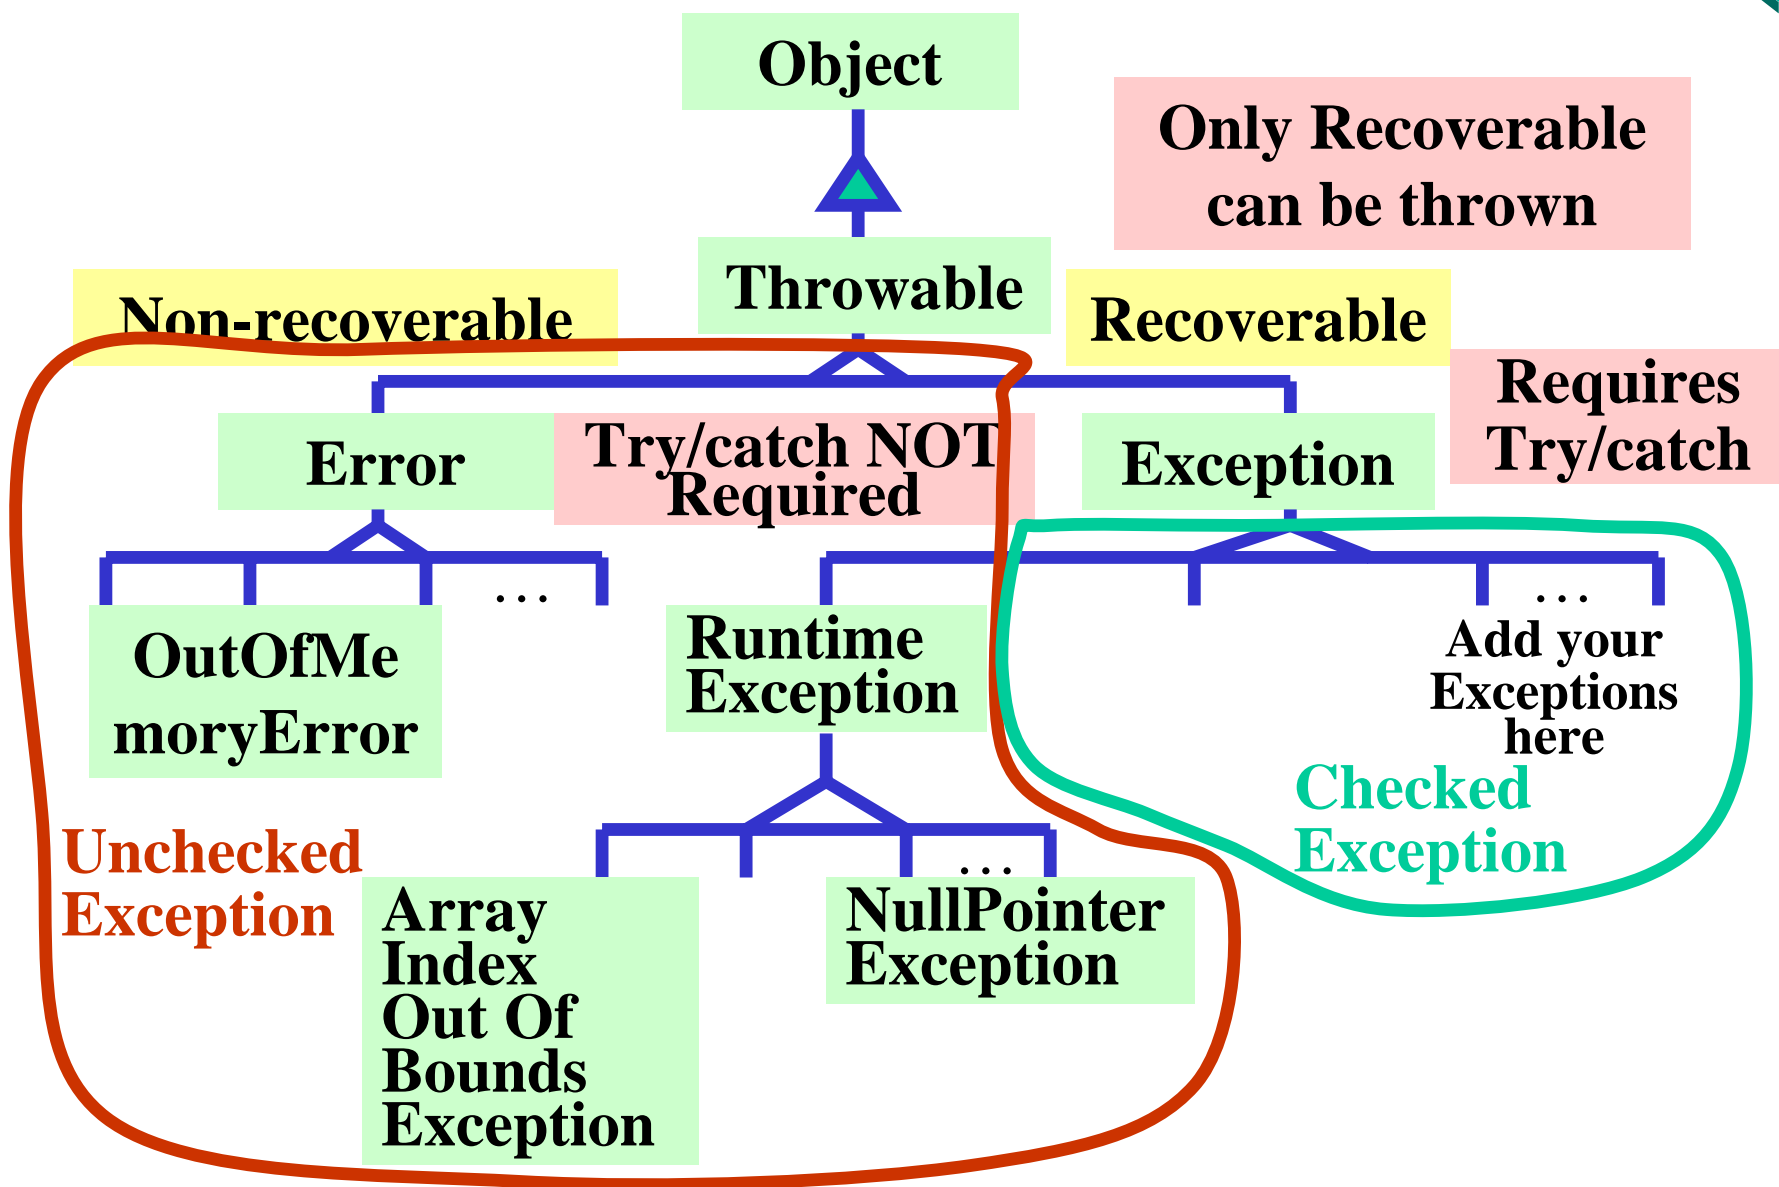 Object
Only Recoverable
can be thrown
Throwable
Non-recoverable
Recoverable
Requires
Try/catch
Error
Try/catch NOT
Required
Exception
…
…
OutOfMe
moryError
Runtime
Exception
Add your
Exceptions
here
Checked
Exception
Unchecked
Exception
…
Array
Index
Out Of
Bounds
Exception
NullPointer
Exception